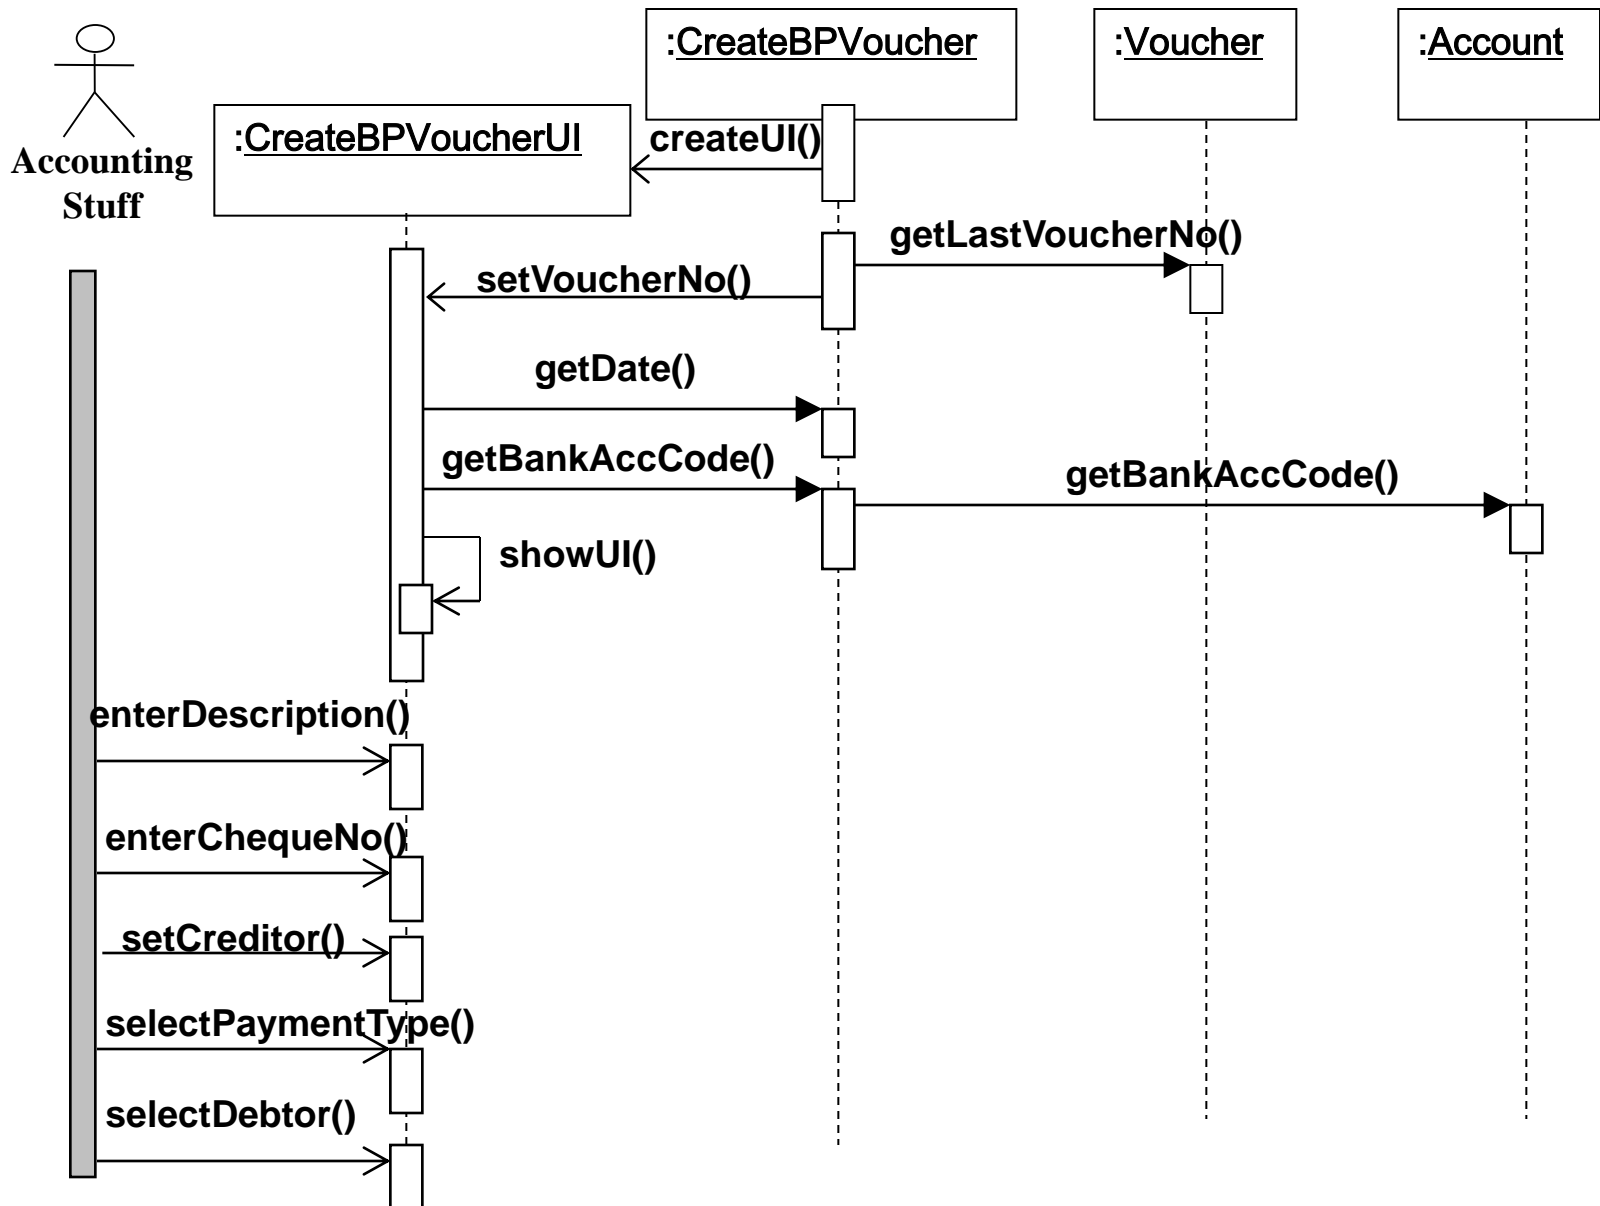 :CreateBPVoucher
:Voucher
:Account
:CreateBPVoucherUI
createUI()
Accounting
Stuff
getLastVoucherNo()
setVoucherNo()
getDate()
getBankAccCode()
getBankAccCode()
showUI()
enterDescription()
enterChequeNo()
setCreditor()
selectPaymentType()
selectDebtor()